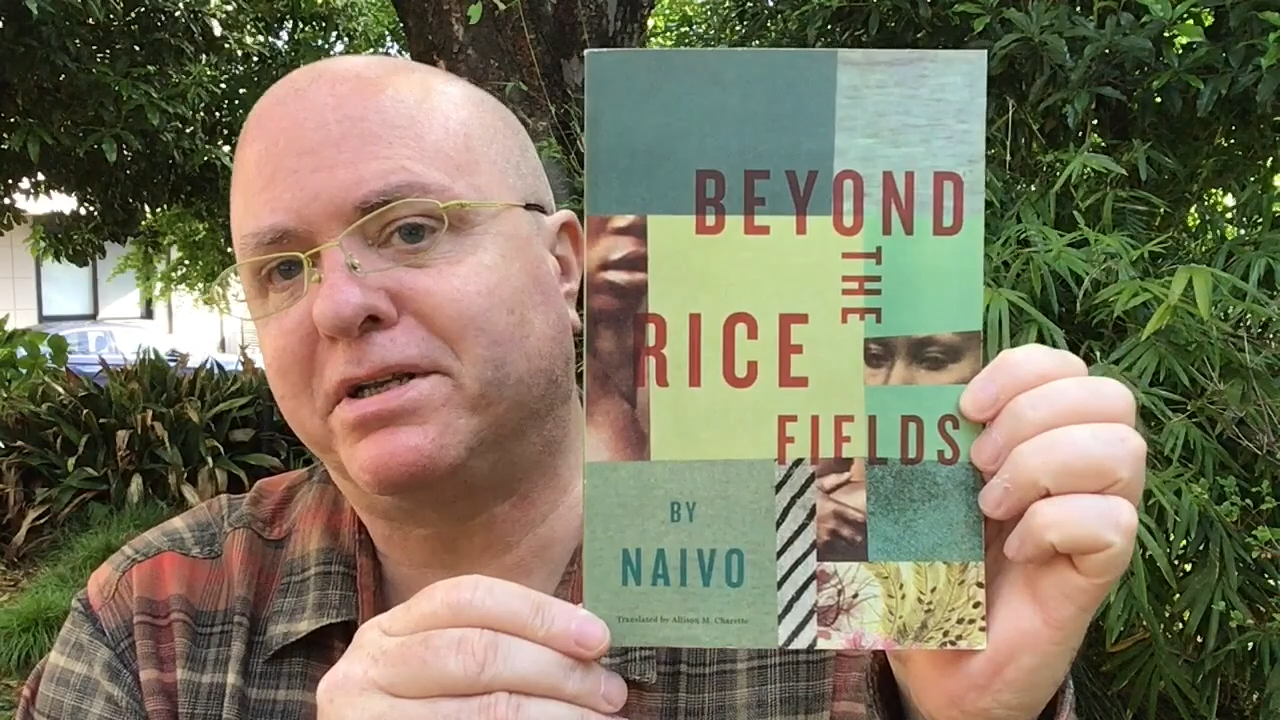 BEYOND
THE
RICE
FIELDS
BY
NAIVO
Translated by Allison M. Charette